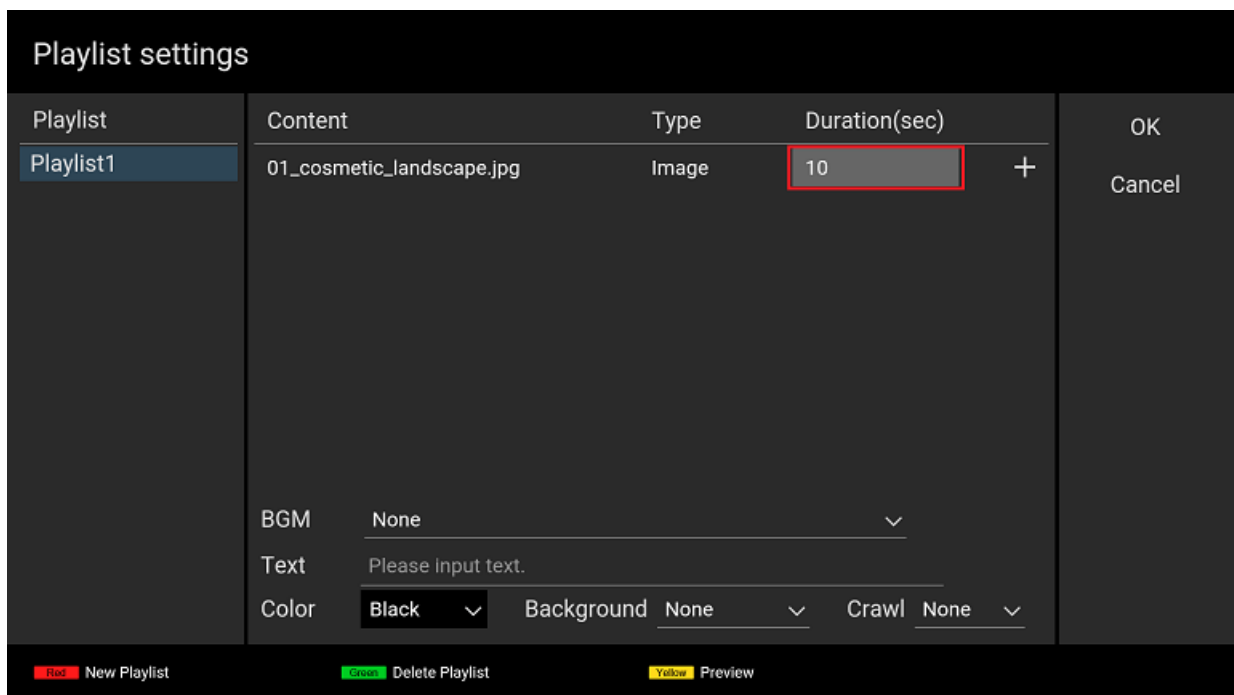 Playlist settings
Playlist
Content Type Duration(sec)
OK
Playlist1
01_cosmetic_landscape.jpg Image 10 +
Cancel
BGM None
Text Please input text.
Color Black Background None Crawl None
Red New Playlist Green Delete Playlist Yellow Preview